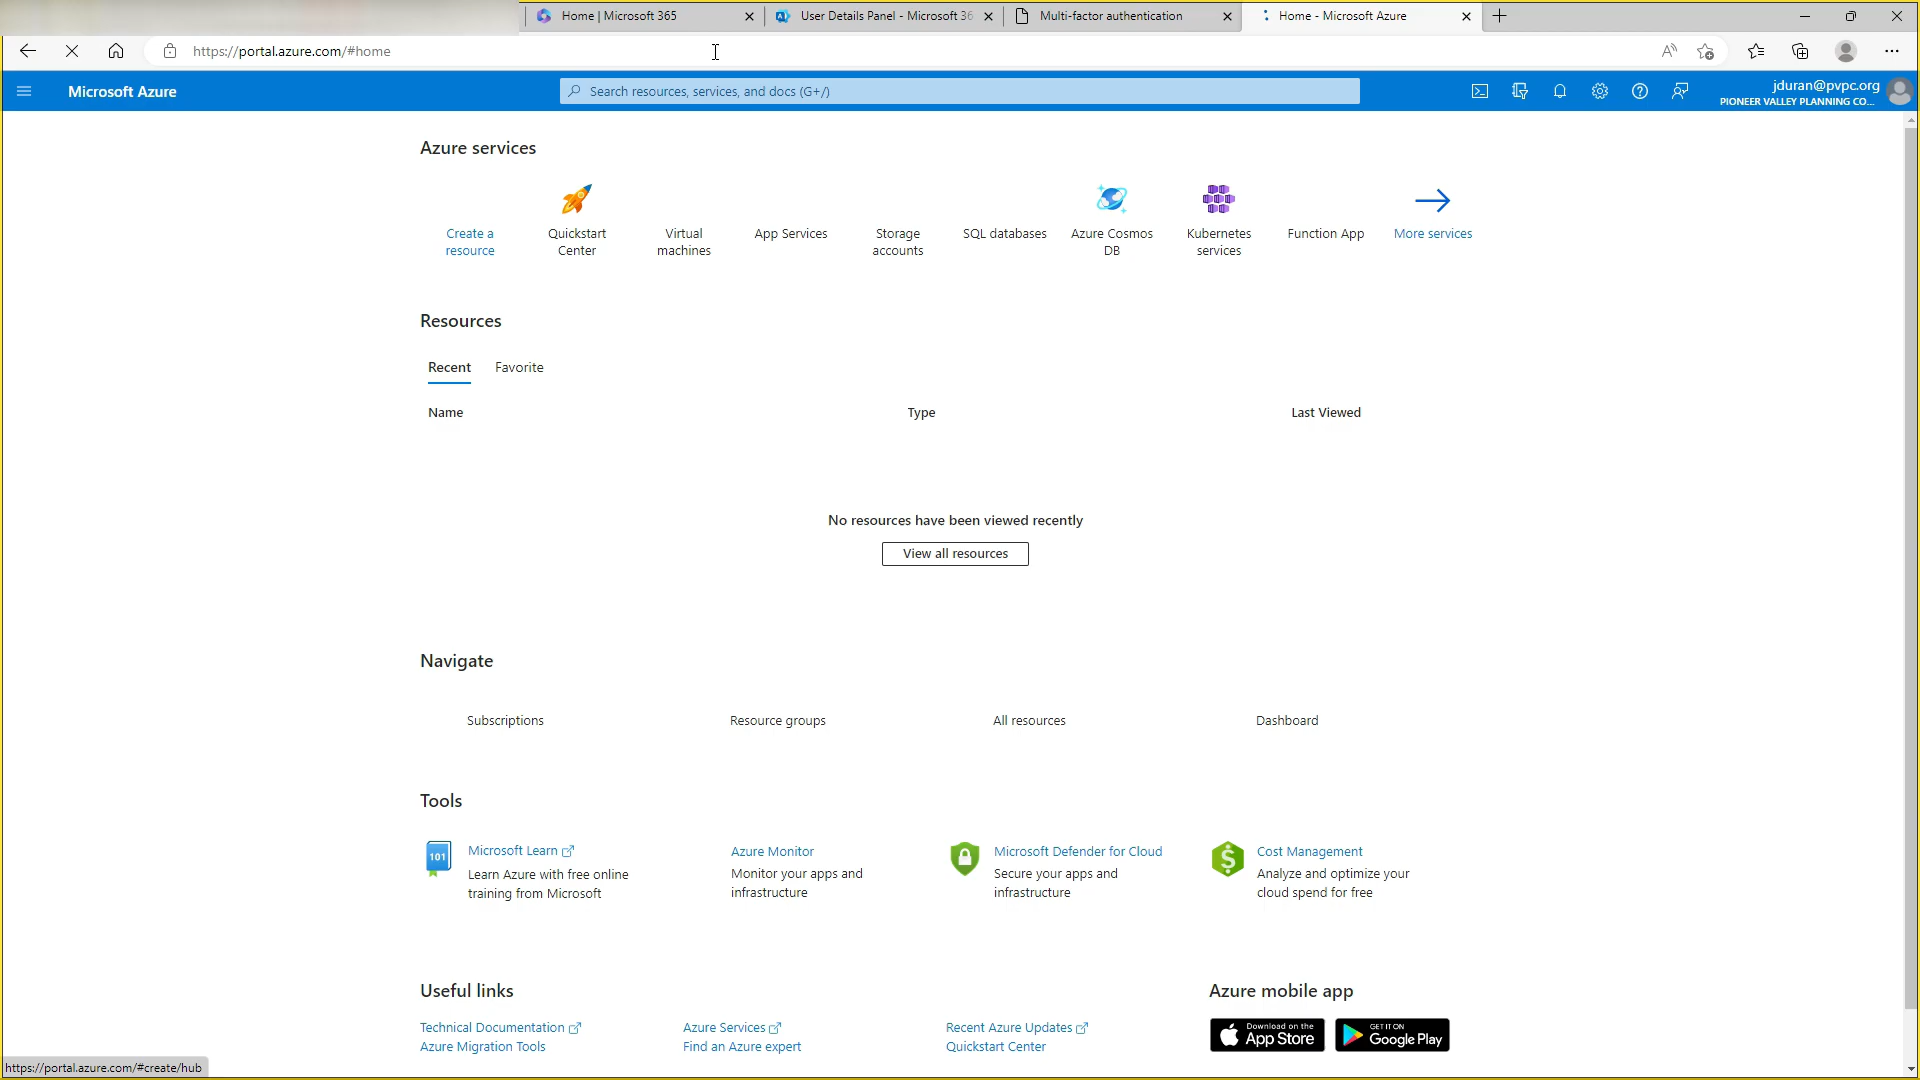 Home | Microsoft 365
User Details Panel - Microsoft 36
Multi-factor authentication
Home - Microsoft Azure
https://portal.azure.com/#home
Microsoft Azure
Search resources, services, and docs (G+/)
jduran@pvpc.org
PIONEER VALLEY PLANNING CO...
Azure services
Create a resource
Quickstart Center
Virtual machines
App Services
Storage accounts
SQL databases
Azure Cosmos DB
Kubernetes services
Function App
More services
Resources
Recent Favorite
Name Type Last Viewed
No resources have been viewed recently
View all resources
Navigate
Subscriptions Resource groups All resources Dashboard
Tools
101
Microsoft Learn
Learn Azure with free online
training from Microsoft
Azure Monitor
Monitor your apps and
infrastructure
Microsoft Defender for Cloud
Secure your apps and
infrastructure
Cost Management
Analyze and optimize your
cloud spend for free
Useful links
Technical Documentation
Azure Migration Tools
Azure Services
Find an Azure expert
Recent Azure Updates
Quickstart Center
Azure mobile app
Download on the
App Store
GET IT ON
Google Play
https://portal.azure.com/#create/hub